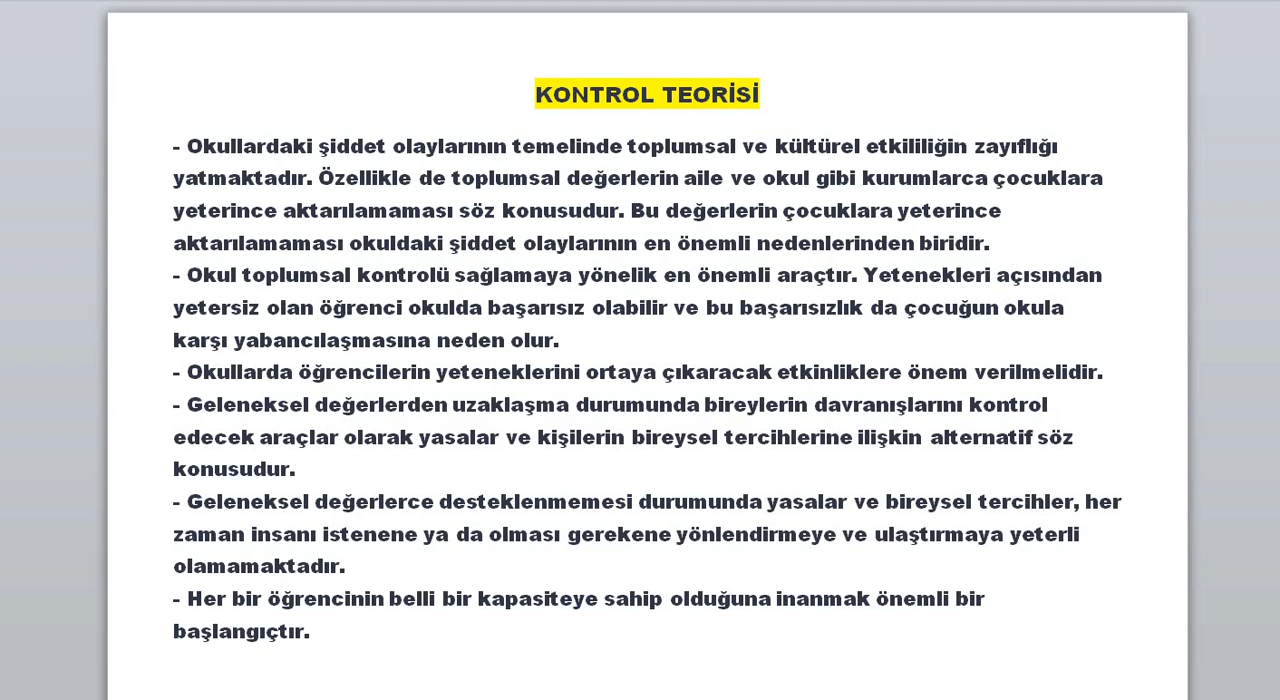 KONTROL TEORİSİ
- Okullardaki şiddet olaylarının temelinde toplumsal ve kültürel etkililiğin zayıflığı
yatmaktadır. Özellikle de toplumsal değerlerin aile ve okul gibi kurumlarca çocuklara
yeterince aktarılamaması söz konusudur. Bu değerlerin çocuklara yeterince
aktarılamaması okuldaki şiddet olaylarının en önemli nedenlerinden biridir.
- Okul toplumsal kontrolü sağlamaya yönelik en önemli araçtır. Yetenekleri açısından
yetersiz olan öğrenci okulda başarısız olabilir ve bu başarısızlık da çocuğun okula
karşı yabancılaşmasına neden olur.
- Okullarda öğrencilerin yeteneklerini ortaya çıkaracak etkinliklere önem verilmelidir.
- Geleneksel değerlerden uzaklaşma durumunda bireylerin davranışlarını kontrol
edecek araçlar olarak yasalar ve kişilerin bireysel tercihlerine ilişkin alternatif söz
konusudur.
- Geleneksel değerlerce desteklenmemesi durumunda yasalar ve bireysel tercihler, her
zaman insanı istenene ya da olması gerekene yönlendirmeye ve ulaştırmaya yeterli
olamamaktadır.
- Her bir öğrencinin belli bir kapasiteye sahip olduğuna inanmak önemli bir
başlangıçtır.